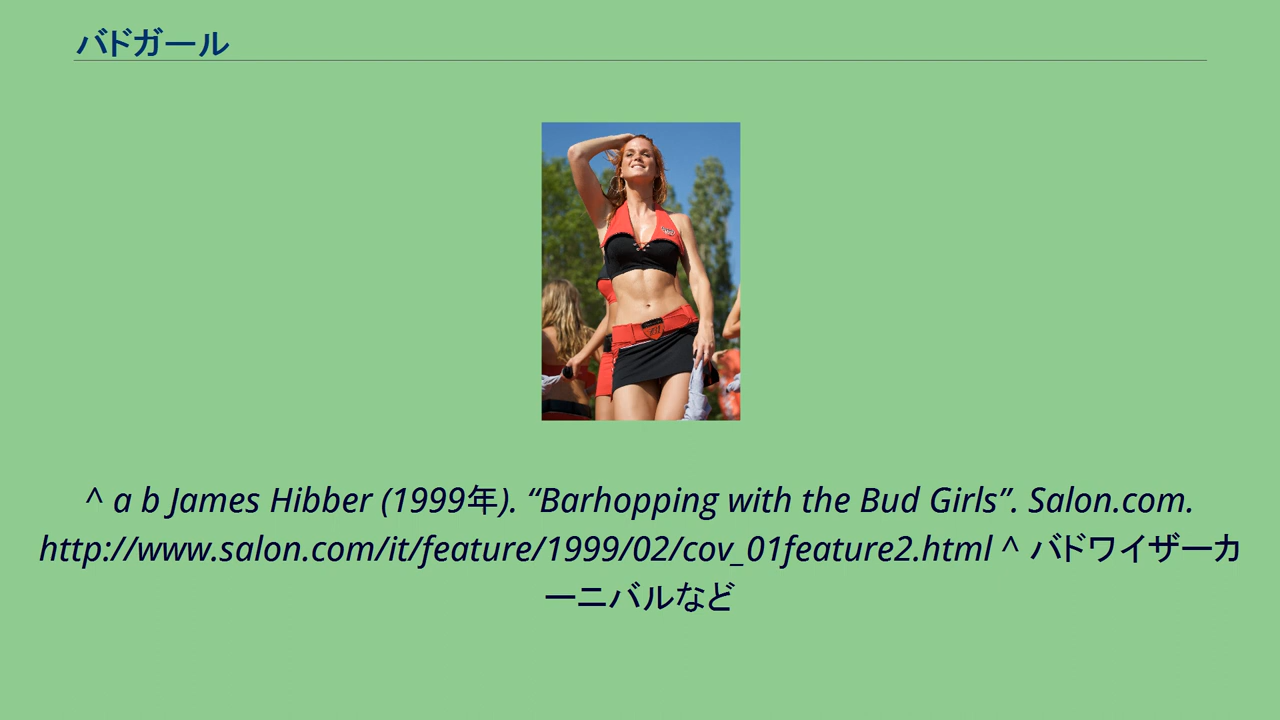 バドガール
^ a b James Hibber (1999年). “Barhopping with the Bud Girls”. Salon.com.
http://www.salon.com/it/feature/1999/02/cov_01feature2.html ^ バドワイザーカ
ーニバルなど